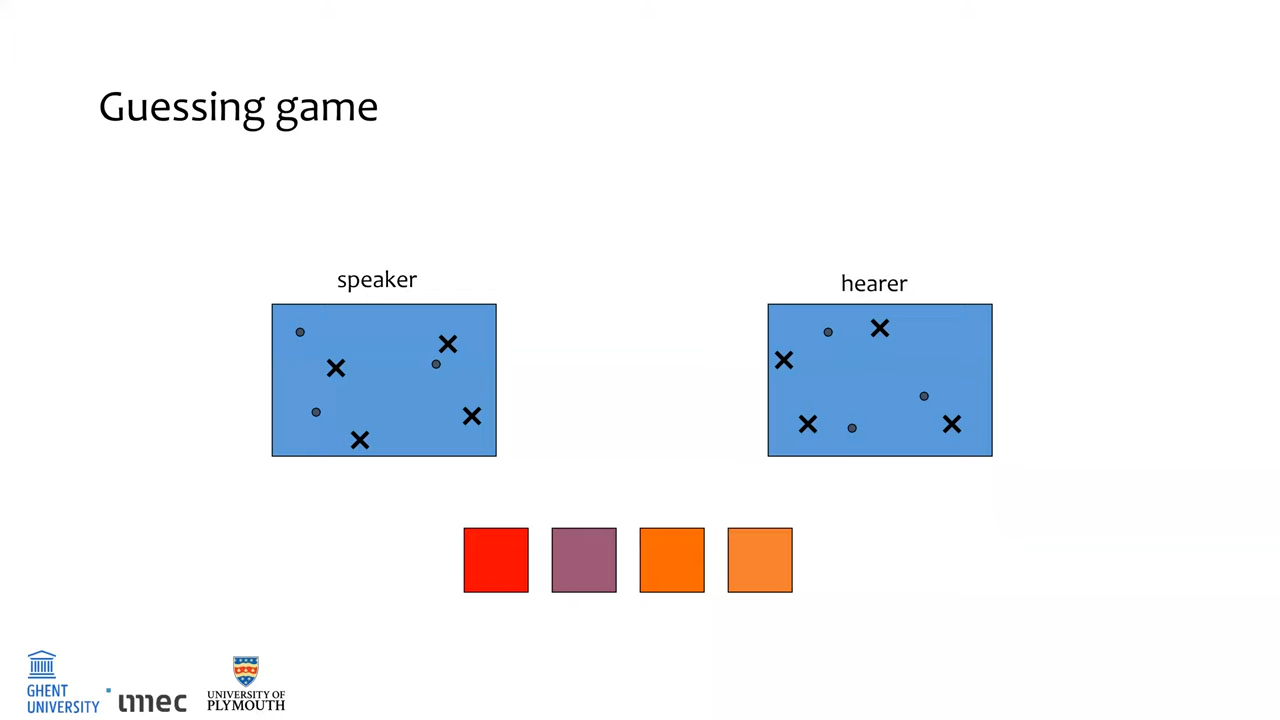 Guessing game
speaker
hearer
GHENT
UNIVERSITY
imec
UNIVERSITY OF
PLYMOUTH